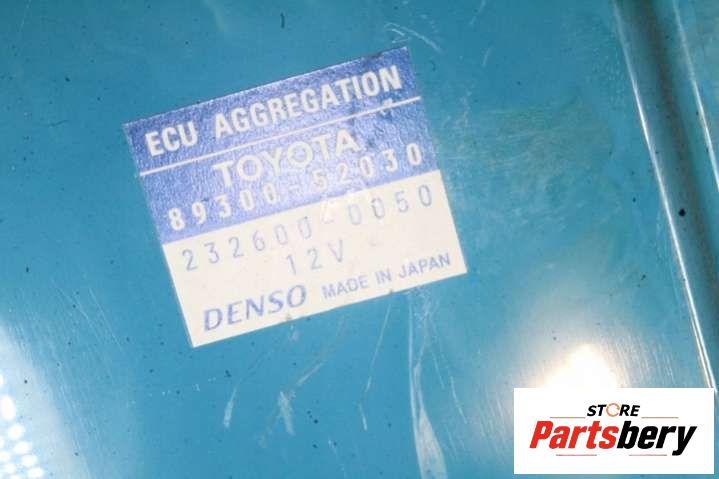 ECU AGGREGATION
TOYOTA
89300-52030
232600-0050
12V
DENSO MADE IN JAPAN
STORE
Partsbery